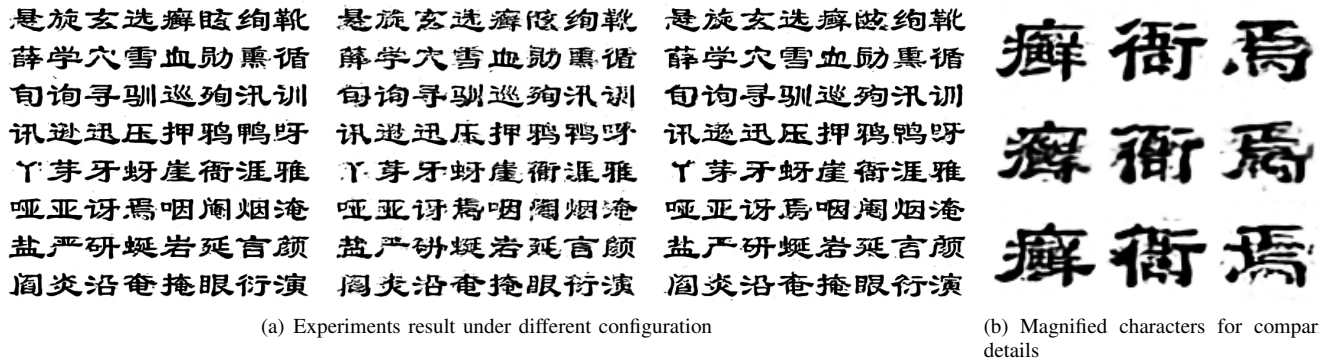 悬旋玄选癣眩绚靴
薛学穴雪血勋熏循
旬询寻驯巡殉汛训
讯逊迅压押鸦鸭呀
丫芽牙蚜崖衙涯雅
哑亚讶焉咽阉烟淹
盐严研蜒岩延言颜
阎炎沿奄掩眼衍演
悬旋玄选癣眩绚靴
薛学穴雪血勋熏循
旬询寻驯巡殉汛训
讯逊迅压押鸦鸭呀
丫芽牙蚜崖衙涯雅
哑亚讶焉咽阉烟淹
盐严研蜒岩延言颜
阎炎沿奄掩眼衍演
悬旋玄选癣眩绚靴
薛学穴雪血勋熏循
旬询寻驯巡殉汛训
讯逊迅压押鸦鸭呀
丫芽牙蚜崖衙涯雅
哑亚讶焉咽阉烟淹
盐严研蜒岩延言颜
阎炎沿奄掩眼衍演
(a) Experiments result under different configuration
癣衙焉
癣衙焉
癣衙焉
(b) Magnified characters for
details